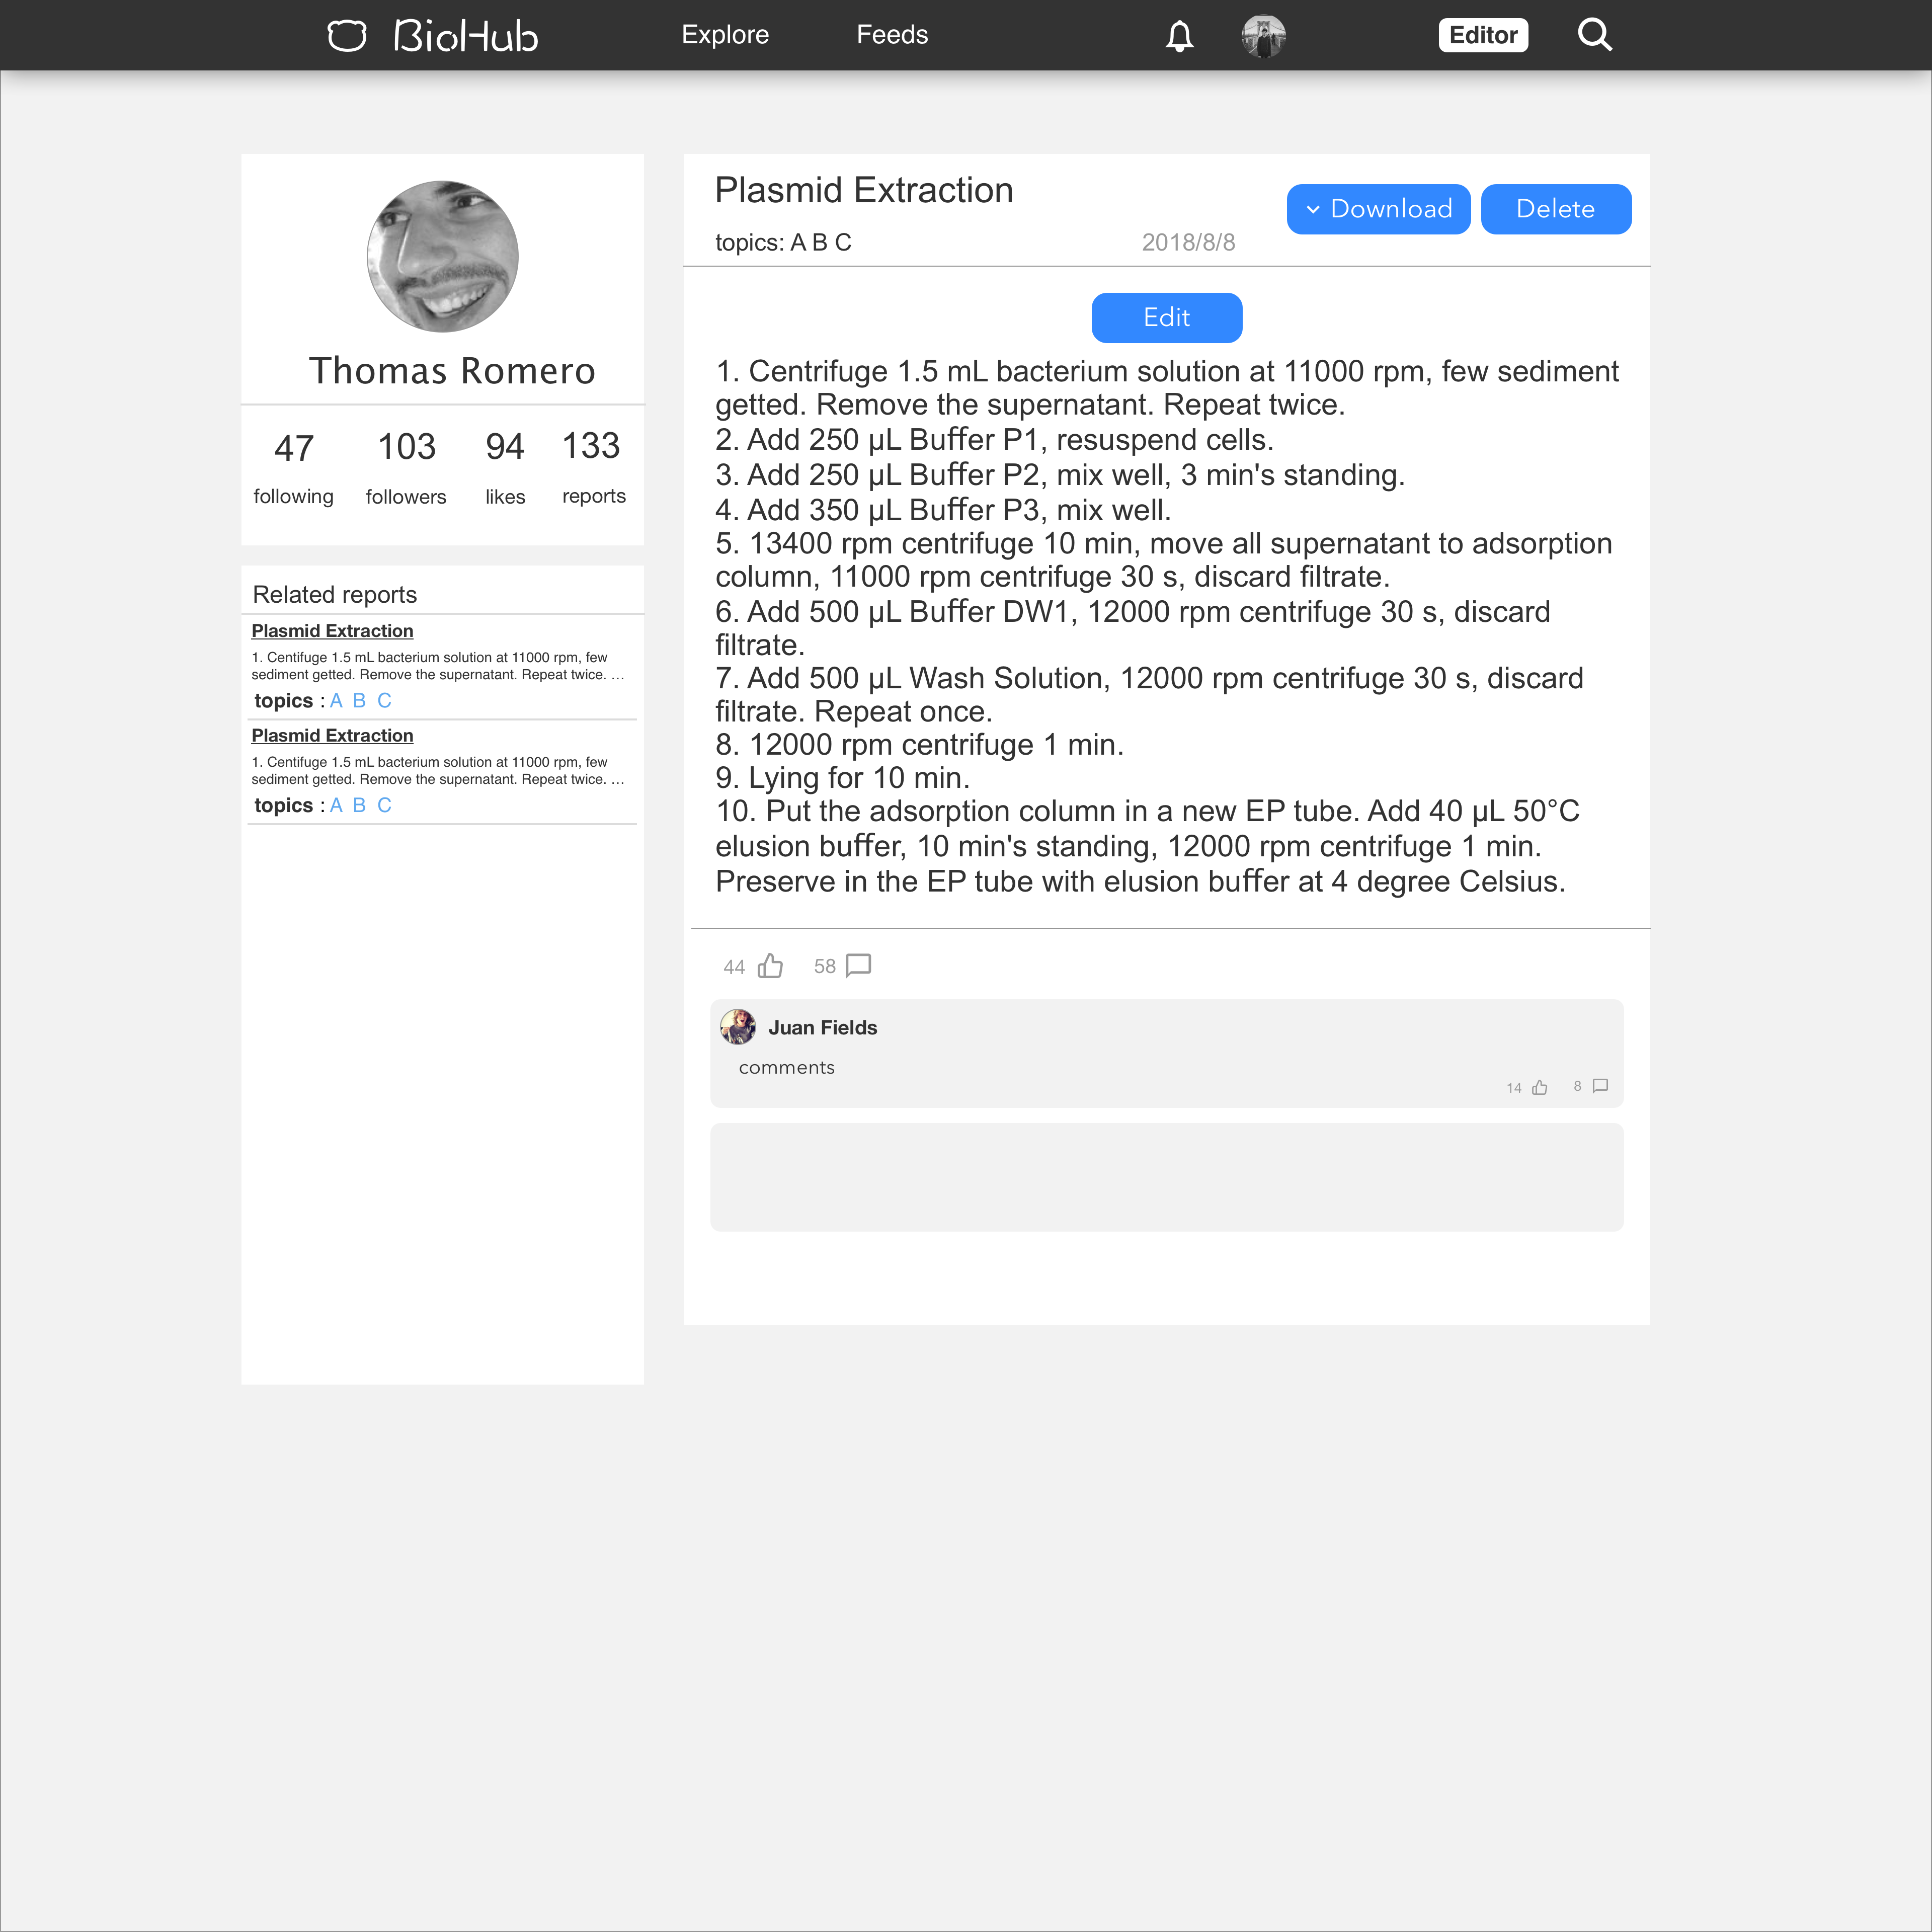 BioHub
Explore
Feeds
Editor
Thomas Romero
47
103
94
133
following
followers
likes
reports
Related reports
Plasmid Extraction
1. Centifuge 1.5 mL bacterium solution at 11000 rpm, few
sediment getted. Remove the supernatant. Repeat twice. ...
topics : A B C
Plasmid Extraction
1. Centifuge 1.5 mL bacterium solution at 11000 rpm, few
sediment getted. Remove the supernatant. Repeat twice. ...
topics : A B C
Plasmid Extraction
Download
Delete
topics: A B C
2018/8/8
Edit
1. Centrifuge 1.5 mL bacterium solution at 11000 rpm, few sediment
getted. Remove the supernatant. Repeat twice.
2. Add 250 µL Buffer P1, resuspend cells.
3. Add 250 µL Buffer P2, mix well, 3 min's standing.
4. Add 350 µL Buffer P3, mix well.
5. 13400 rpm centrifuge 10 min, move all supernatant to adsorption
column, 11000 rpm centrifuge 30 s, discard filtrate.
6. Add 500 µL Buffer DW1, 12000 rpm centrifuge 30 s, discard
filtrate.
7. Add 500 µL Wash Solution, 12000 rpm centrifuge 30 s, discard
filtrate. Repeat once.
8. 12000 rpm centrifuge 1 min.
9. Lying for 10 min.
10. Put the adsorption column in a new EP tube. Add 40 µL 50°C
elusion buffer, 10 min's standing, 12000 rpm centrifuge 1 min.
Preserve in the EP tube with elusion buffer at 4 degree Celsius.
44
58
Juan Fields
comments
14
8